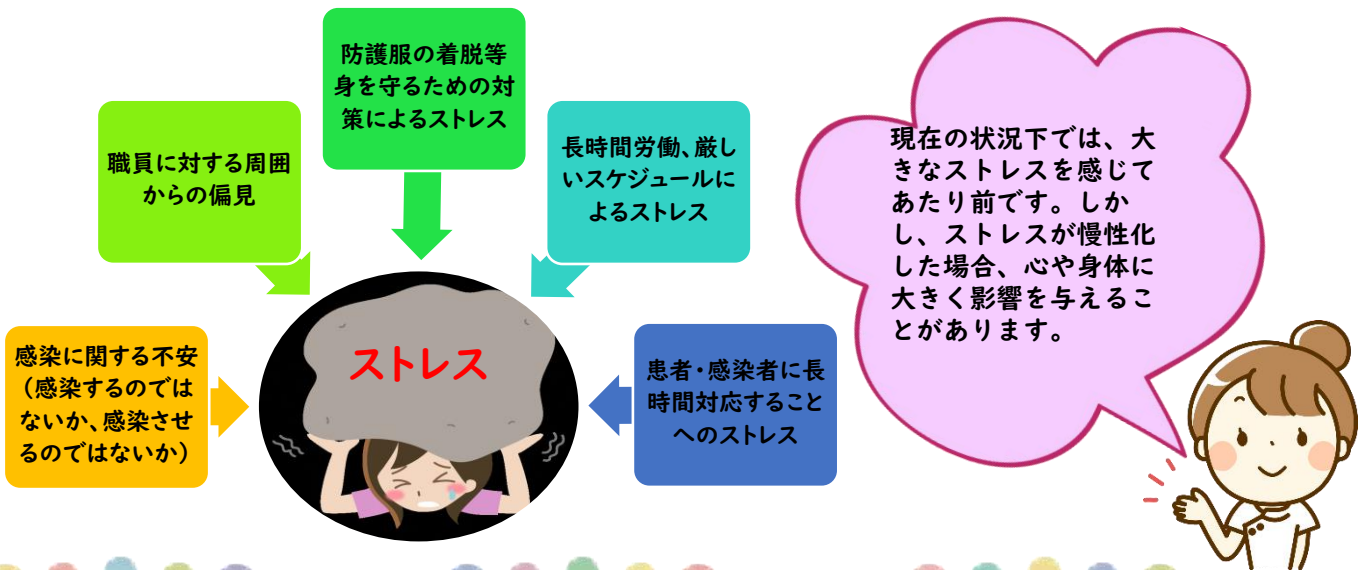 防護服の着脱等
身を守るための対
策によるストレス
職員に対する周囲
からの偏見
長時間労働、厳し
いスケジュールに
よるストレス
感染に関する不安
(感染するのでは
ないか、感染させ
るのではないか)
ストレス
患者・感染者に長
時間対応すること
へのストレス
現在の状況下では、大
きなストレスを感じて
あたり前です。しか
し、ストレスが慢性化
した場合、心や身体に
大きく影響を与えるこ
とがあります。